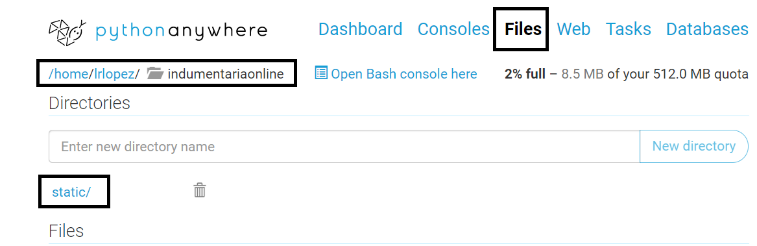 pythonanywhere Dashboard Consoles Files Web Tasks Databases
/home/lrlopez/ indumentariaonline Open Bash console here 2% full – 8.5 MB of your 512.0 MB quota
Directories
Enter new directory name New directory
static/
Files